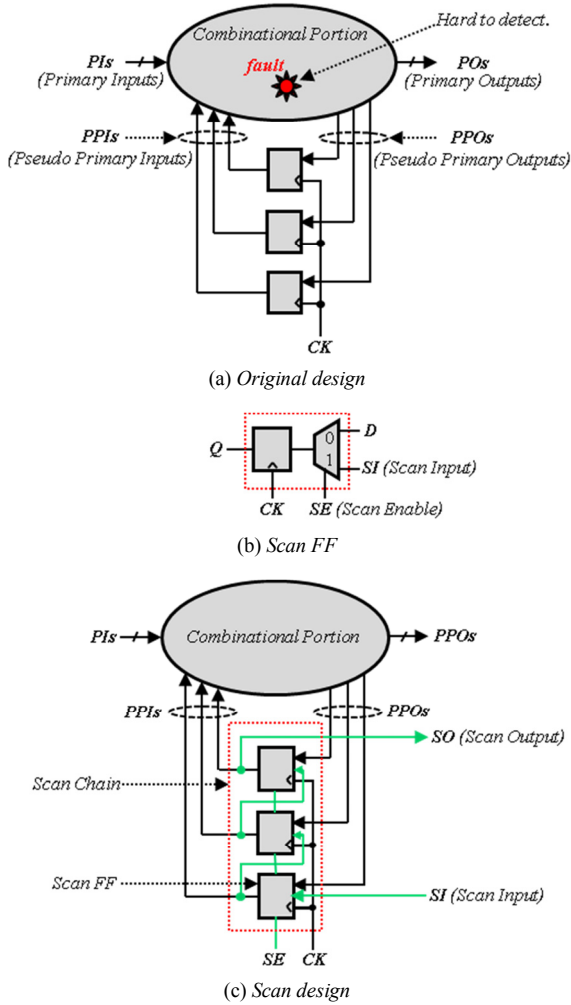 Hard to detect.
Combinational Portion
fault
PIs
(Primary Inputs)
POs
(Primary Outputs)
PPIs
(Pseudo Primary Inputs)
PPOs
(Pseudo Primary Outputs)
CK
(a) Original design
Q
0
1
D
SI (Scan Input)
CK
SE (Scan Enable)
(b) Scan FF
PIs
Combinational Portion
PPOs
PPIs
PPOs
SO (Scan Output)
Scan Chain
Scan FF
SI (Scan Input)
SE
CK
(c) Scan design